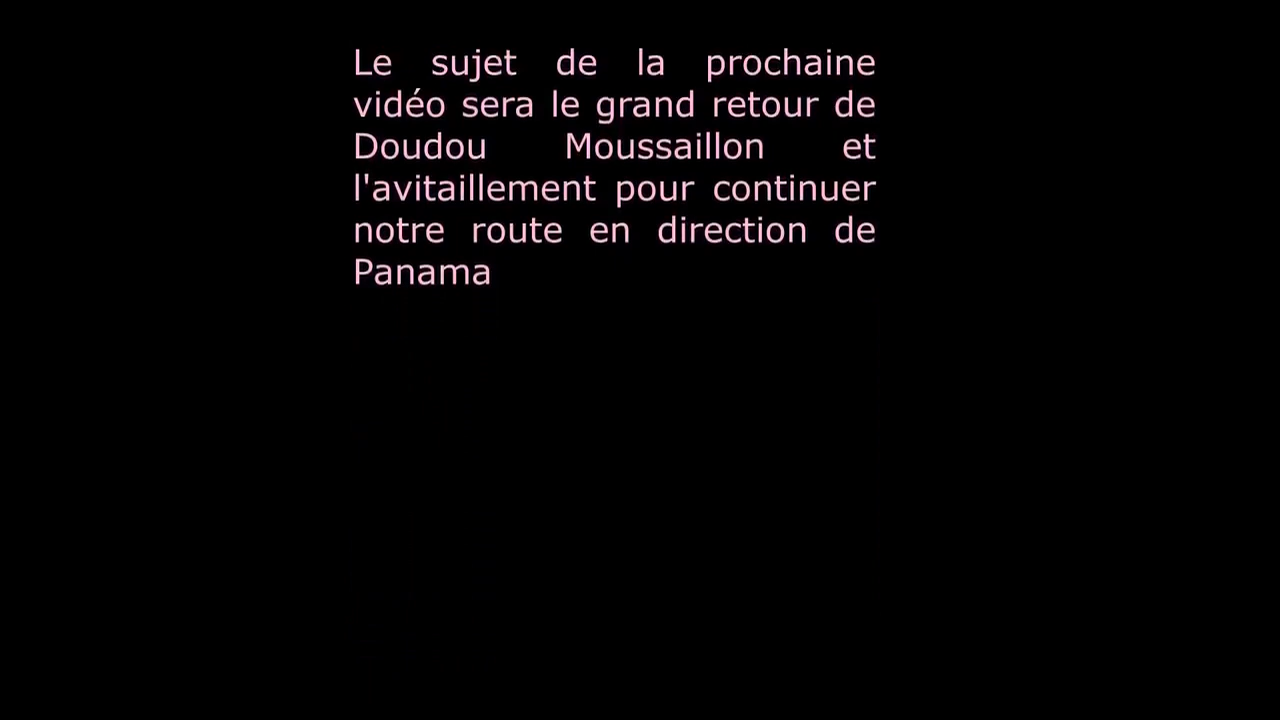 Le sujet de la prochaine
vidéo sera le grand retour de
Doudou Moussaillon et
l'avitaillement pour continuer
notre route en direction de
Panama